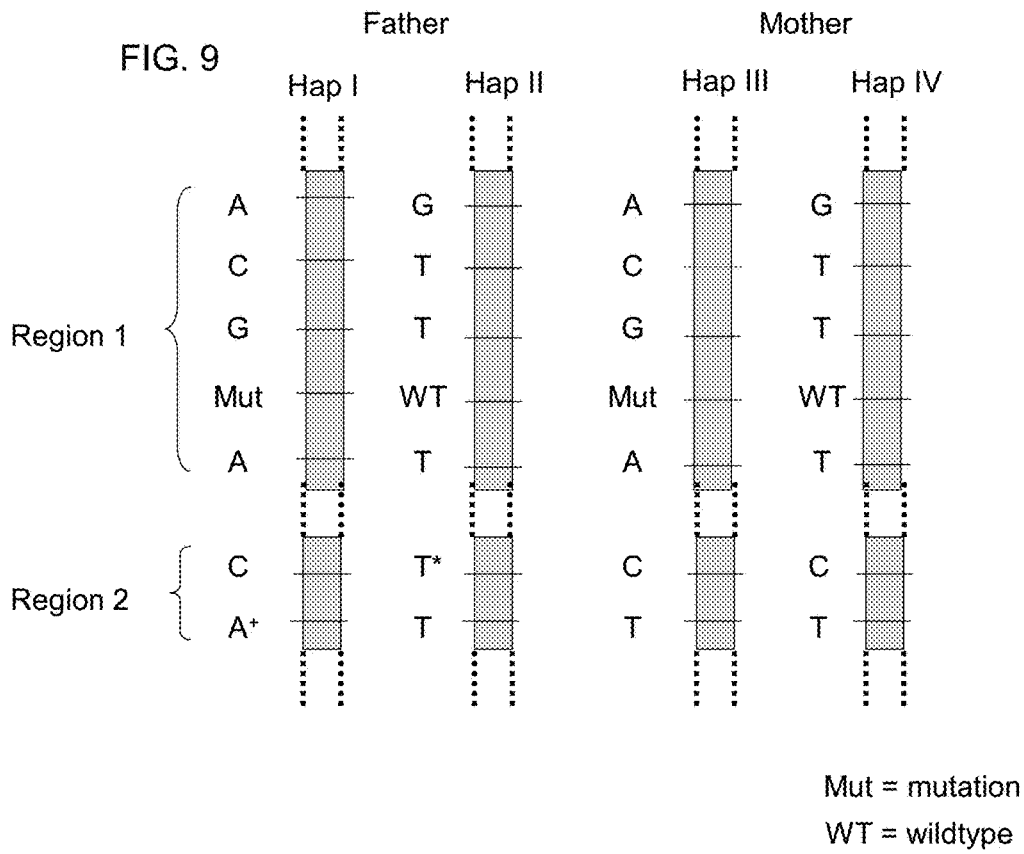 Father Mother
FIG. 9
Hap I Hap II Hap III Hap IV
A G A G
C T C T
Region 1 G T G T
Mut WT Mut WT
A T A T
C T* C C
Region 2
A+ T T T
Mut = mutation
WT = wildtype